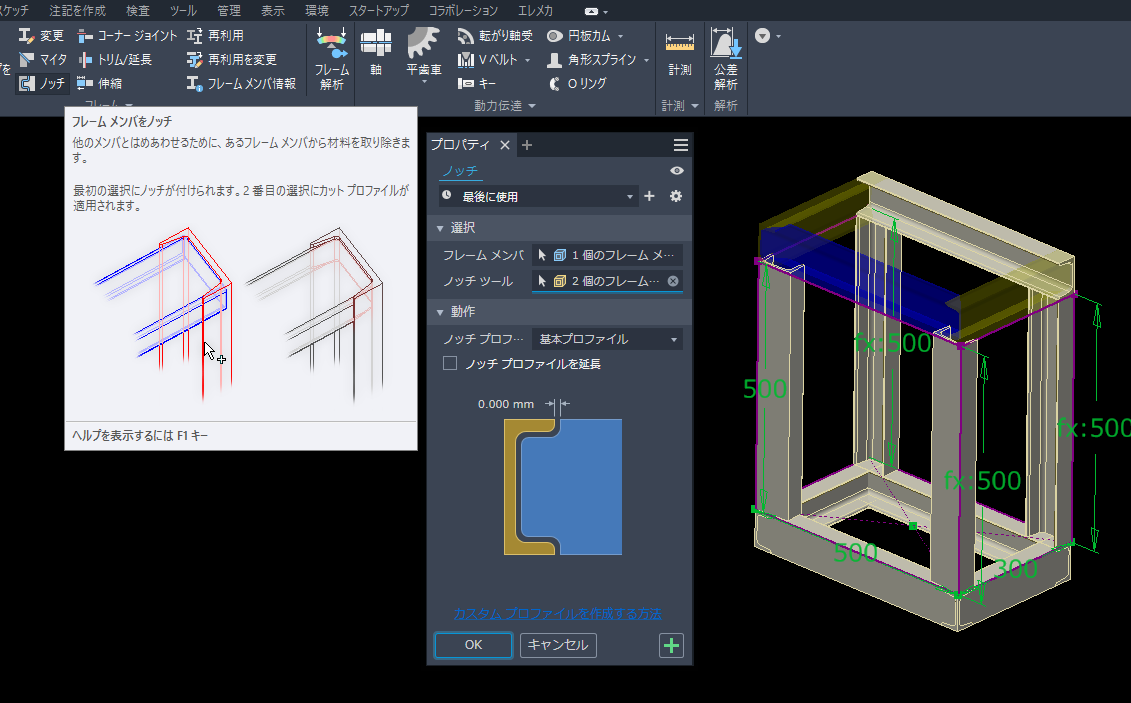 スケッチ 注記を作成 検査 ツール 管理 表示 環境 スタートアップ コラボレーション エレメカ
変更 コーナー ジョイント 再利用 転がり軸受 円板カム
マイタ トリム/延長 再利用を変更 Vベルト 角形スプライン
ノッチ 伸縮 フレーム メンバ情報 キー Oリング
フレーム
解析
軸
平歯車
計測
公差
解析
フレーム 動力伝達 計測 解析
フレーム メンバをノッチ
他のメンバとはめあわせるために、あるフレーム メンバから材料を取り除きま
す。
最初の選択にノッチが付けられます。2 番目の選択にカット プロファイルが
適用されます。
ヘルプを表示するには F1 キー
プロパティ
ノッチ
最後に使用
選択
フレーム メンバ 1 個のフレーム メ…
ノッチ ツール 2 個のフレーム…
動作
ノッチ プロフ… 基本プロファイル
ノッチ プロファイルを延長
0.000 mm
カスタム プロファイルを作成する方法
OK キャンセル
fx:500
500
fx:500
fx:500
500
300